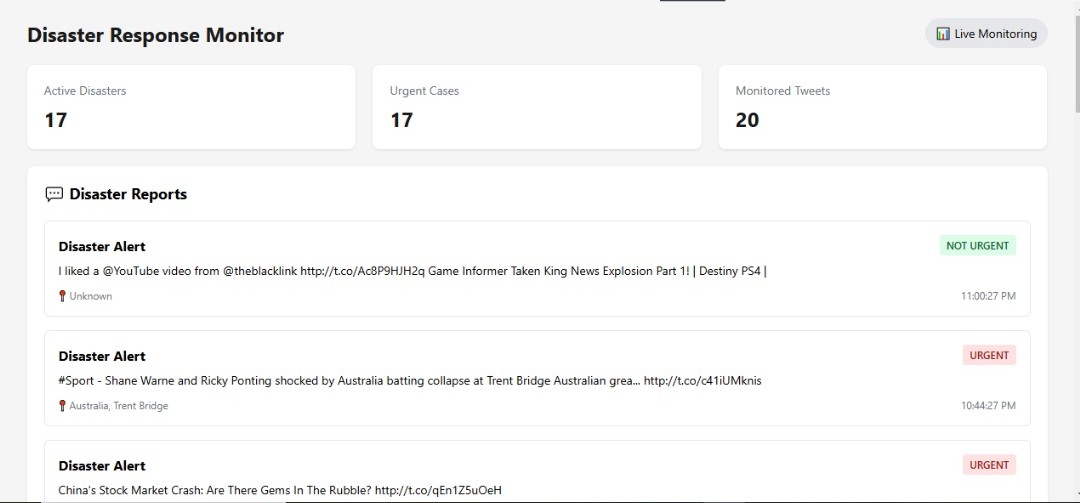 Disaster Response Monitor
Live Monitoring
Active Disasters
17
Urgent Cases
17
Monitored Tweets
20
Disaster Reports
Disaster Alert
NOT URGENT
I liked a @YouTube video from @theblacklink http://t.co/Ac8P9HJH2q Game Informer Taken King News Explosion Part 1! | Destiny PS4 |
Unknown
11:00:27 PM
Disaster Alert
URGENT
#Sport - Shane Warne and Ricky Ponting shocked by Australia batting collapse at Trent Bridge Australian grea... http://t.co/c41iUMknis
Australia, Trent Bridge
10:44:27 PM
Disaster Alert
URGENT
China's Stock Market Crash: Are There Gems In The Rubble? http://t.co/qEn1Z5uOeH